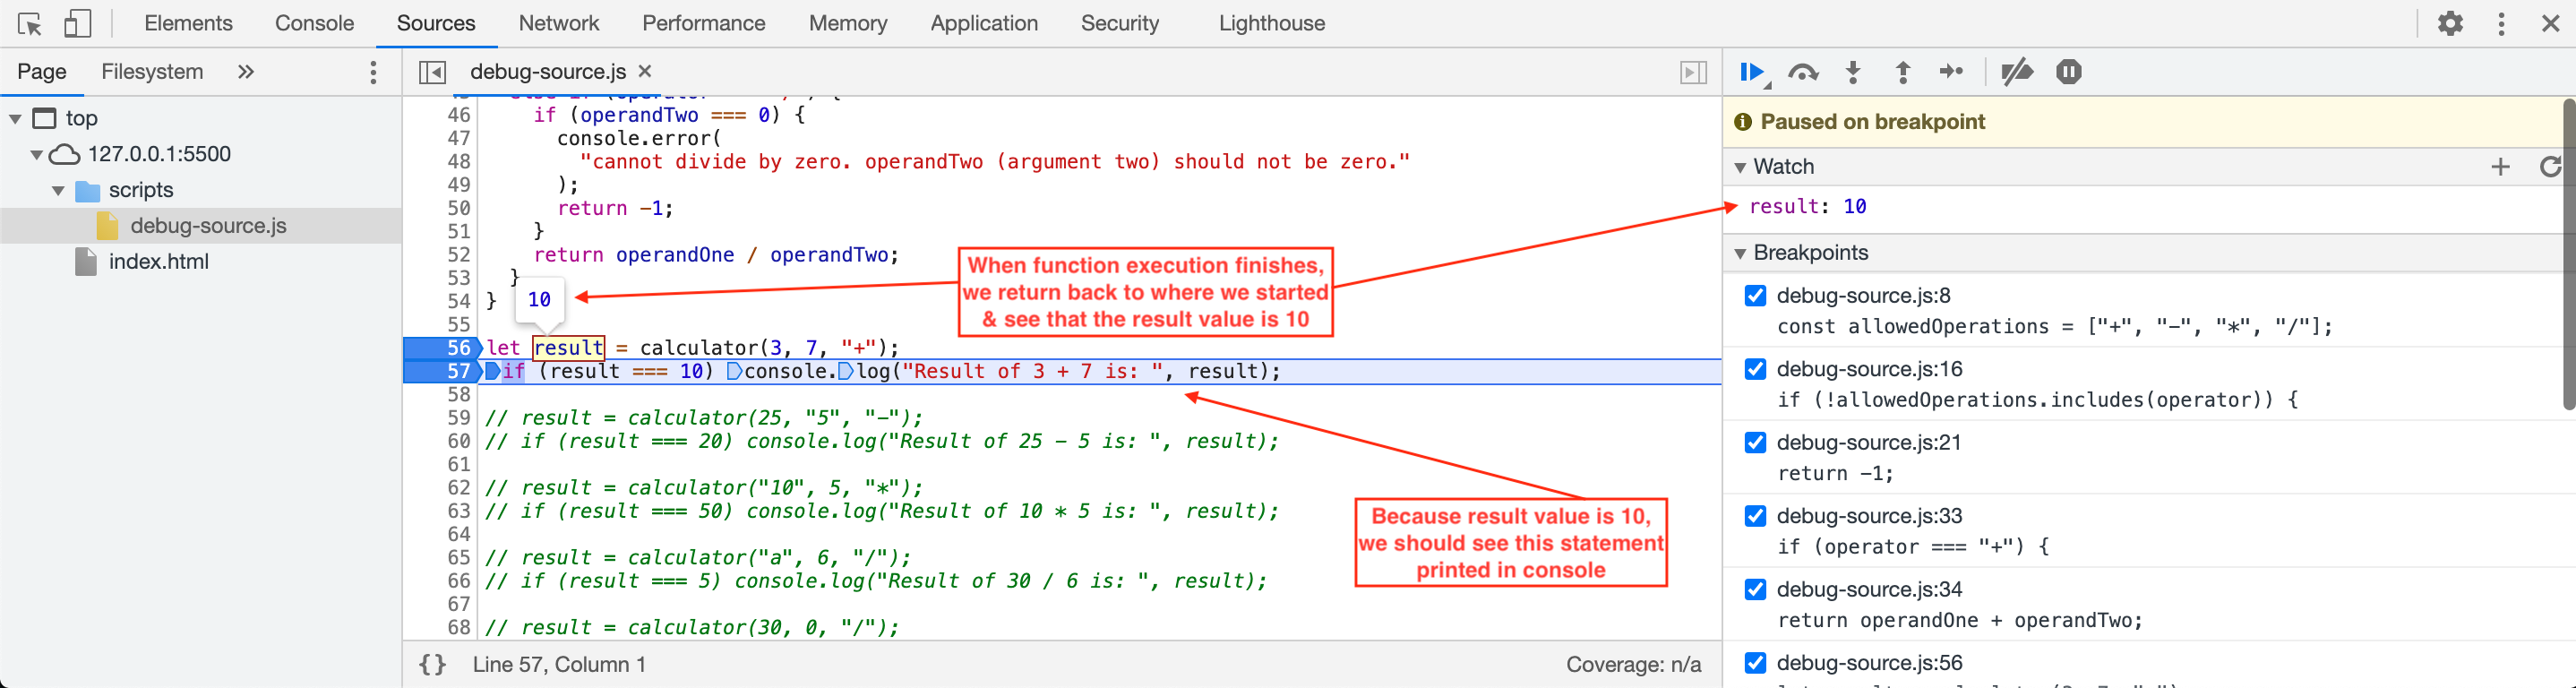 Elements Console Sources Network Performance Memory Application Security Lighthouse
Page Filesystem »
top
127.0.0.1:5500
scripts
debug-source.js
index.html
debug-source.js ×
46 if (operandTwo === 0) {
47 console.error(
48 "cannot divide by zero. operandTwo (argument two) should not be zero."
49 );
50 return -1;
51 }
52 return operandOne / operandTwo;
53 }
54 }
10
55
56 let result = calculator(3, 7, "+");
57 if (result === 10) console.log("Result of 3 + 7 is: ", result);
58
59 // result = calculator(25, "5", "-");
60 // if (result === 20) console.log("Result of 25 - 5 is: ", result);
61
62 // result = calculator("10", 5, "*");
63 // if (result === 50) console.log("Result of 10 * 5 is: ", result);
64
65 // result = calculator("a", 6, "/");
66 // if (result === 5) console.log("Result of 30 / 6 is: ", result);
67
68 // result = calculator(30, 0, "/");
When function execution finishes,
we return back to where we started
& see that the result value is 10
Because result value is 10,
we should see this statement
printed in console
{} Line 57, Column 1
Coverage: n/a
Paused on breakpoint
Watch
result: 10
Breakpoints
debug-source.js:8
const allowedOperations = ["+", "-", "*", "/"];
debug-source.js:16
if (!allowedOperations.includes(operator)) {
debug-source.js:21
return -1;
debug-source.js:33
if (operator === "+") {
debug-source.js:34
return operandOne + operandTwo;
debug-source.js:56